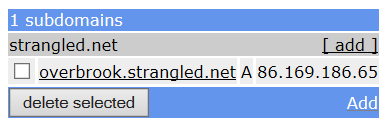 1 subdomains
strangled.net [ add ]
overbrook.strangled.net A 86.169.186.65
delete selected Add